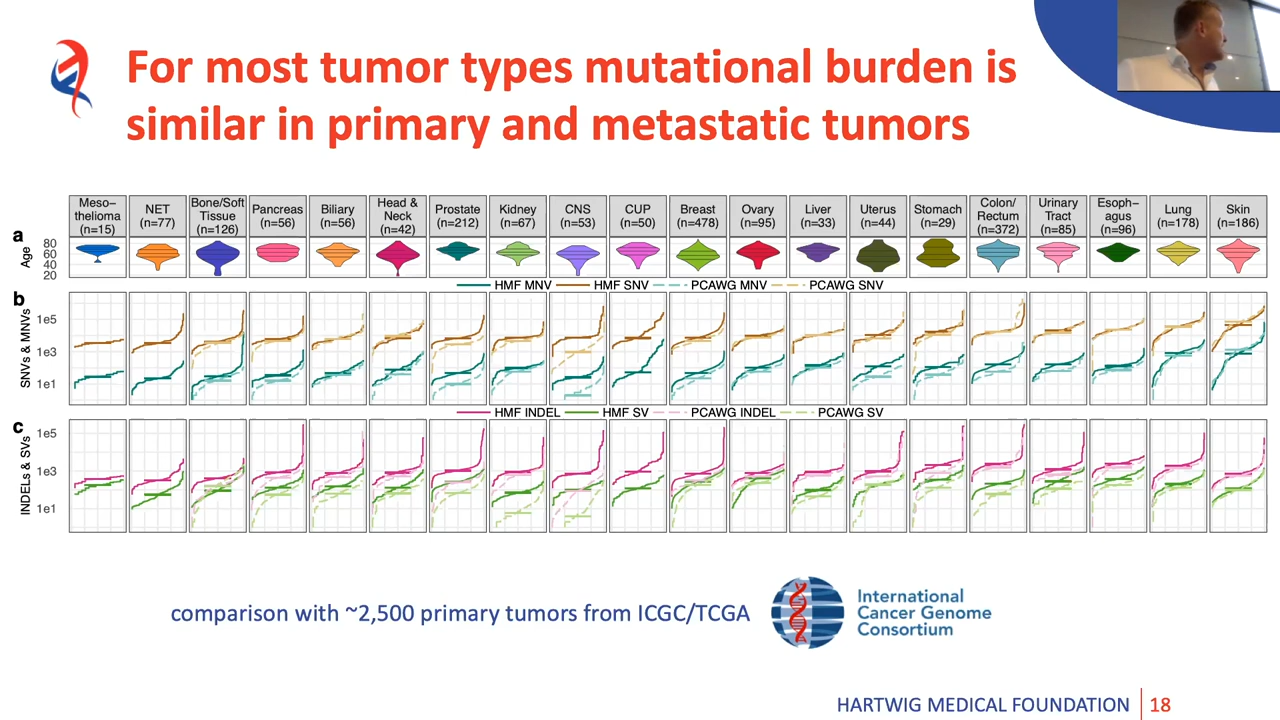 For most tumor types mutational burden is
similar in primary and metastatic tumors
Meso–
thelioma
(n=15)
NET
(n=77)
Bone/Soft
Tissue
(n=126)
Pancreas
(n=56)
Biliary
(n=56)
Head &
Neck
(n=42)
Prostate
(n=212)
Kidney
(n=67)
CNS
(n=53)
CUP
(n=50)
Breast
(n=478)
Ovary
(n=95)
Liver
(n=33)
Uterus
(n=44)
Stomach
(n=29)
Colon/
Rectum
(n=372)
Urinary
Tract
(n=85)
Esoph–
agus
(n=96)
Lung
(n=178)
Skin
(n=186)
a
Age
80
60
40
20
HMF MNV HMF SNV PCAWG MNV PCAWG SNV
b
SNVs & MNVs
1e5
1e3
1e1
HMF INDEL HMF SV PCAWG INDEL PCAWG SV
c
INDELs & SVs
1e5
1e3
1e1
comparison with ~2,500 primary tumors from ICGC/TCGA
International
Cancer Genome
Consortium
HARTWIG MEDICAL FOUNDATION 18